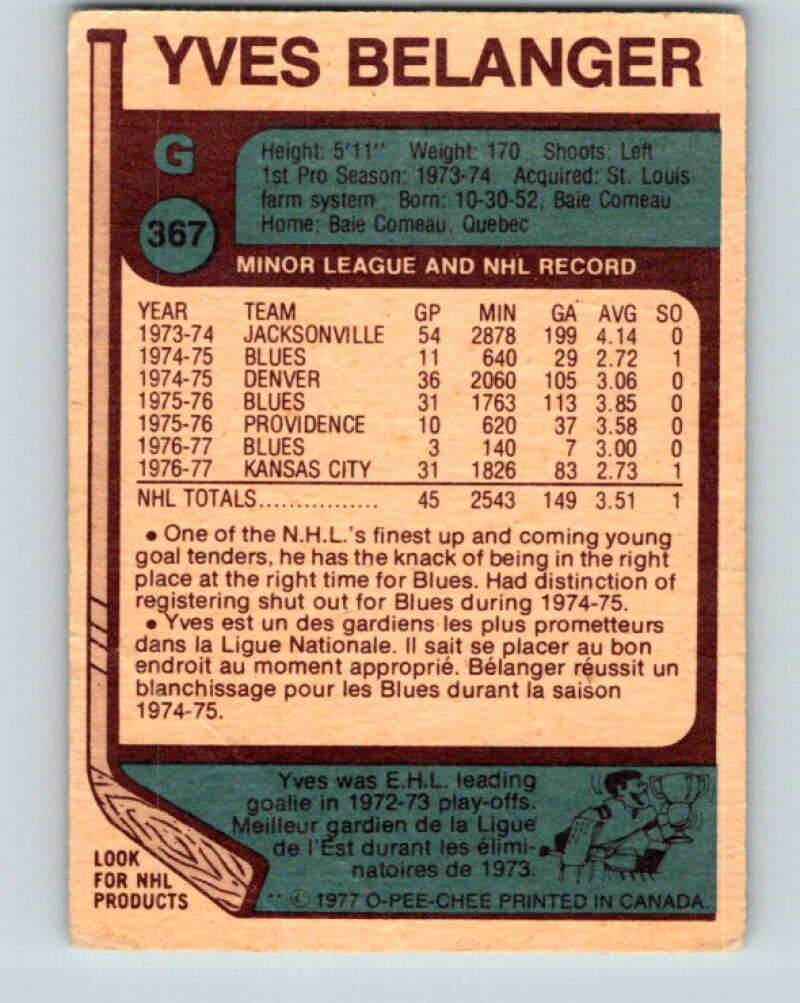 YVES BELANGER
G
Height: 5'11" Weight: 170 Shoots: Left
1st Pro Season: 1973-74 Acquired: St. Louis
farm system Born: 10-30-52, Baie Comeau
Home: Baie Comeau, Quebec
367
MINOR LEAGUE AND NHL RECORD
YEAR TEAM GP MIN GA AVG SO
1973-74 JACKSONVILLE 54 2878 199 4.14 0
1974-75 BLUES 11 640 29 2.72 1
1974-75 DENVER 36 2060 105 3.06 0
1975-76 BLUES 31 1763 113 3.85 0
1975-76 PROVIDENCE 10 620 37 3.58 0
1976-77 BLUES 3 140 7 3.00 0
1976-77 KANSAS CITY 31 1826 83 2.73 1
NHL TOTALS................ 45 2543 149 3.51 1
• One of the N.H.L.'s finest up and coming young
goal tenders, he has the knack of being in the right
place at the right time for Blues. Had distinction of
registering shut out for Blues during 1974-75.
• Yves est un des gardiens les plus prometteurs
dans la Ligue Nationale. Il sait se placer au bon
endroit au moment approprié. Bélanger réussit un
blanchissage pour les Blues durant la saison
1974-75.
Yves was E.H.L. leading
goalie in 1972-73 play-offs.
Meilleur gardien de la Ligue
de l'Est durant les élimi-
natoires de 1973.
LOOK
FOR NHL
PRODUCTS
** © 1977 O-PEE-CHEE PRINTED IN CANADA.